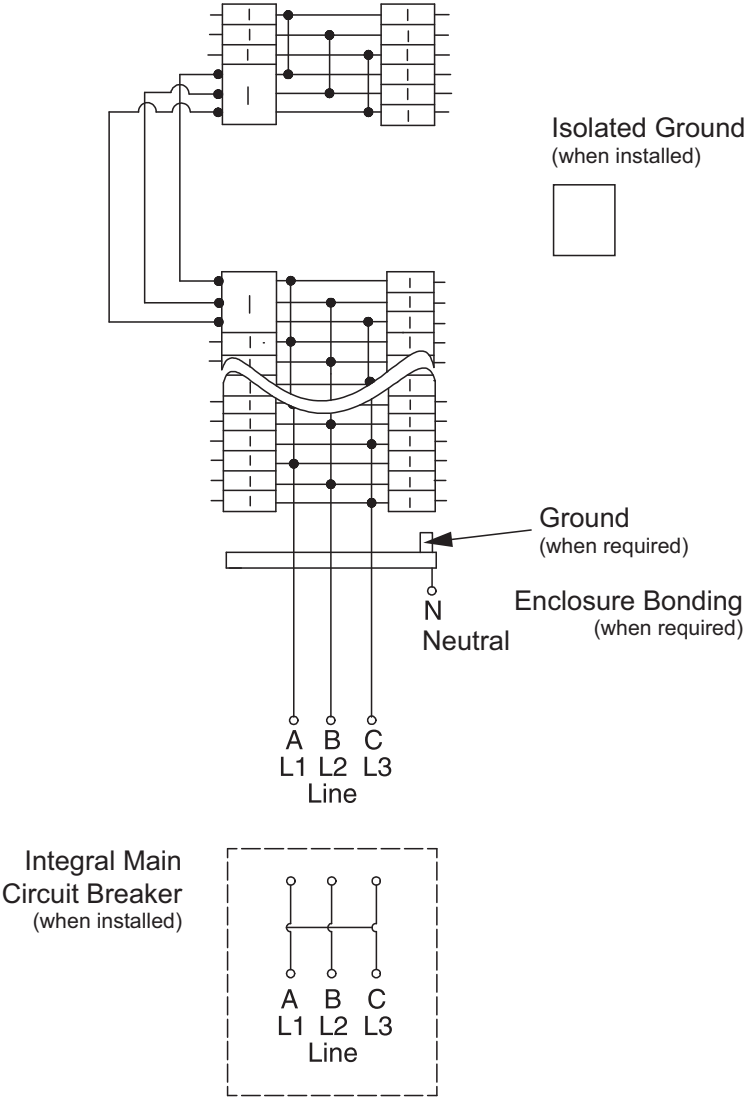 Isolated Ground
(when installed)
Ground
(when required)
Enclosure Bonding
(when required)
N
Neutral
A B C
L1 L2 L3
Line
Integral Main
Circuit Breaker
(when installed)
A B C
L1 L2 L3
Line